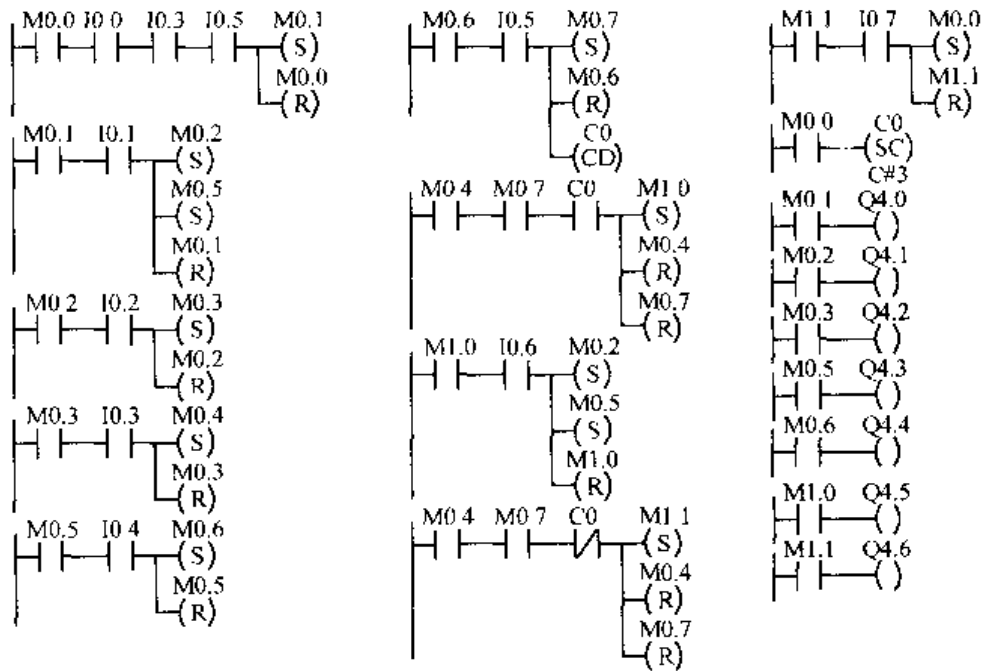 M0.0 I0 0 I0.3 I0.5 M0.1
(S)
M0.0
(R)
M0.1 I0.1 M0.2
(S)
M0.5
(S)
M0.1
(R)
M0 2 I0.2 M0.3
(S)
M0.2
(R)
M0.3 I0.3 M0.4
(S)
M0.3
(R)
M0.5 I0 4 M0.6
(S)
M0.5
(R)
M0.6 I0.5 M0.7
(S)
M0.6
(R)
C0
(CD)
M0 4 M0 7 C0 M1 0
(S)
M0.4
(R)
M0.7
(R)
M1.0 I0.6 M0.2
(S)
M0.5
(S)
M1.0
(R)
M0 4 M0 7 C0 M1 1
(S)
M0.4
(R)
M0.7
(R)
M1 1 I0 7 M0.0
(S)
M1.1
(R)
M0 0 C0
(SC)
C#3
M0.1 Q4.0
( )
M0.2 Q4.1
( )
M0.3 Q4.2
( )
M0.5 Q4.3
( )
M0.6 Q4.4
( )
M1.0 Q4.5
( )
M1.1 Q4.6
( )